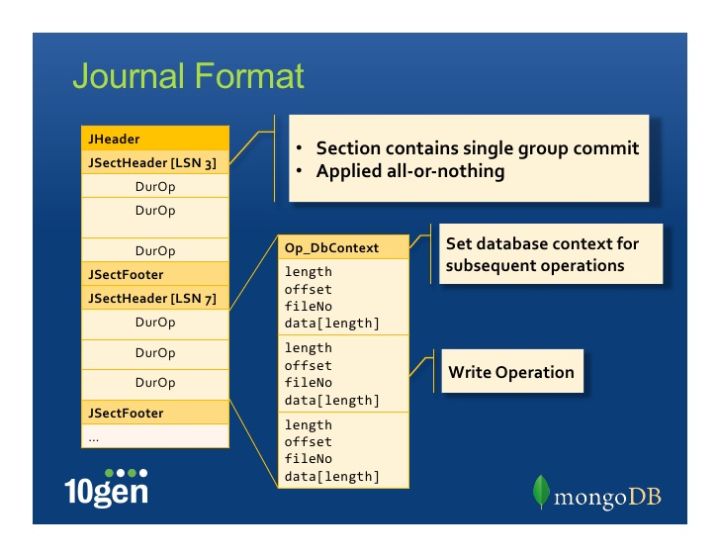 Journal Format
JHeader
JSectHeader [LSN 3]
DurOp
DurOp
DurOp
JSectFooter
JSectHeader [LSN 7]
DurOp
DurOp
DurOp
JSectFooter
...
• Section contains single group commit
• Applied all-or-nothing
Op_DbContext
length
offset
fileNo
data[length]
length
offset
fileNo
data[length]
length
offset
fileNo
data[length]
Set database context for
subsequent operations
Write Operation
10gen
mongoDB